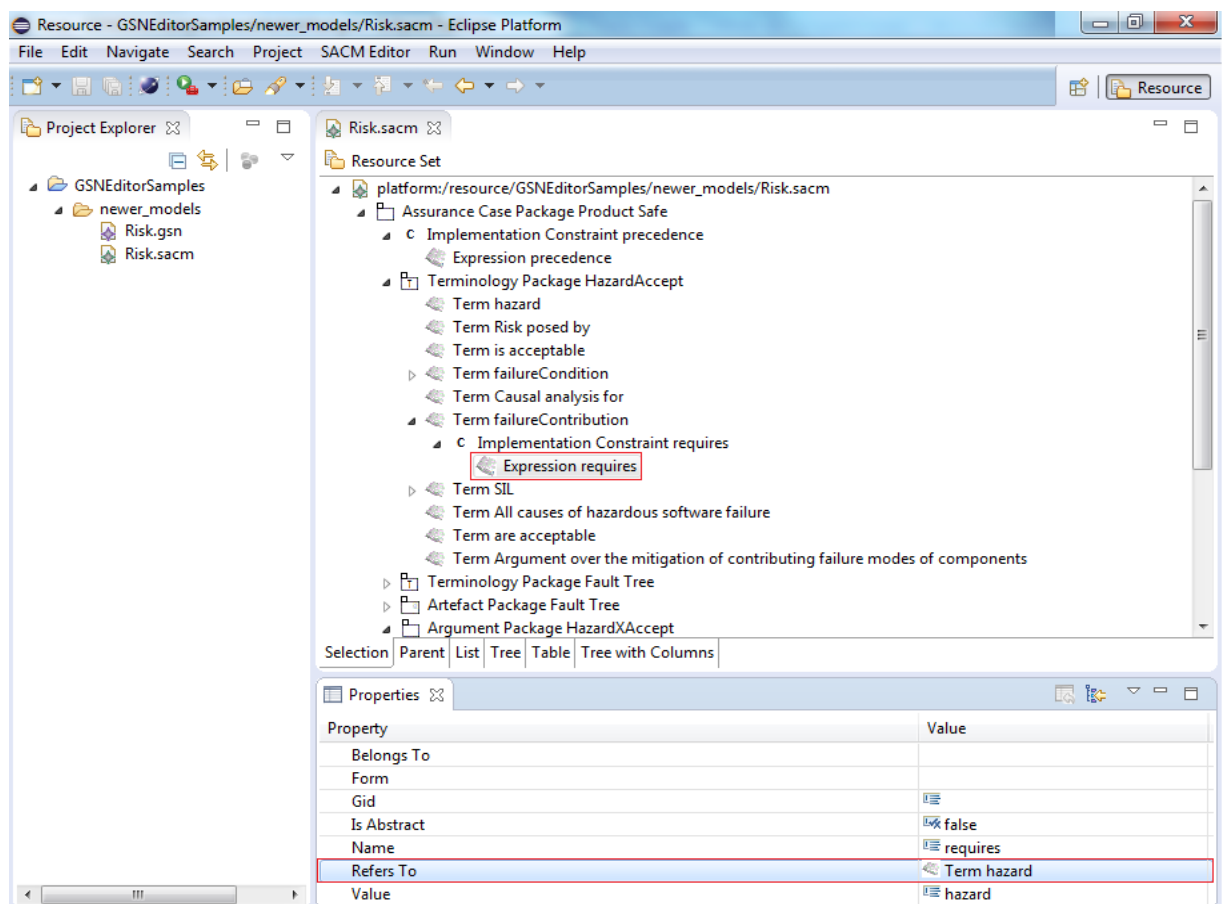 Resource - GSNEditorSamples/newer_models/Risk.sacm - Eclipse Platform
File Edit Navigate Search Project SACM Editor Run Window Help
Resource
Project Explorer
GSNEditorSamples
newer_models
Risk.gsn
Risk.sacm
Risk.sacm
Resource Set
platform:/resource/GSNEditorSamples/newer_models/Risk.sacm
Assurance Case Package Product Safe
C Implementation Constraint precedence
Expression precedence
T Terminology Package HazardAccept
Term hazard
Term Risk posed by
Term is acceptable
Term failureCondition
Term Causal analysis for
Term failureContribution
C Implementation Constraint requires
Expression requires
Term SIL
Term All causes of hazardous software failure
Term are acceptable
Term Argument over the mitigation of contributing failure modes of components
T Terminology Package Fault Tree
Artefact Package Fault Tree
Argument Package HazardXAccept
Selection Parent List Tree Table Tree with Columns
Properties
Property Value
Belongs To
Form
Gid
Is Abstract false
Name requires
Refers To Term hazard
Value hazard